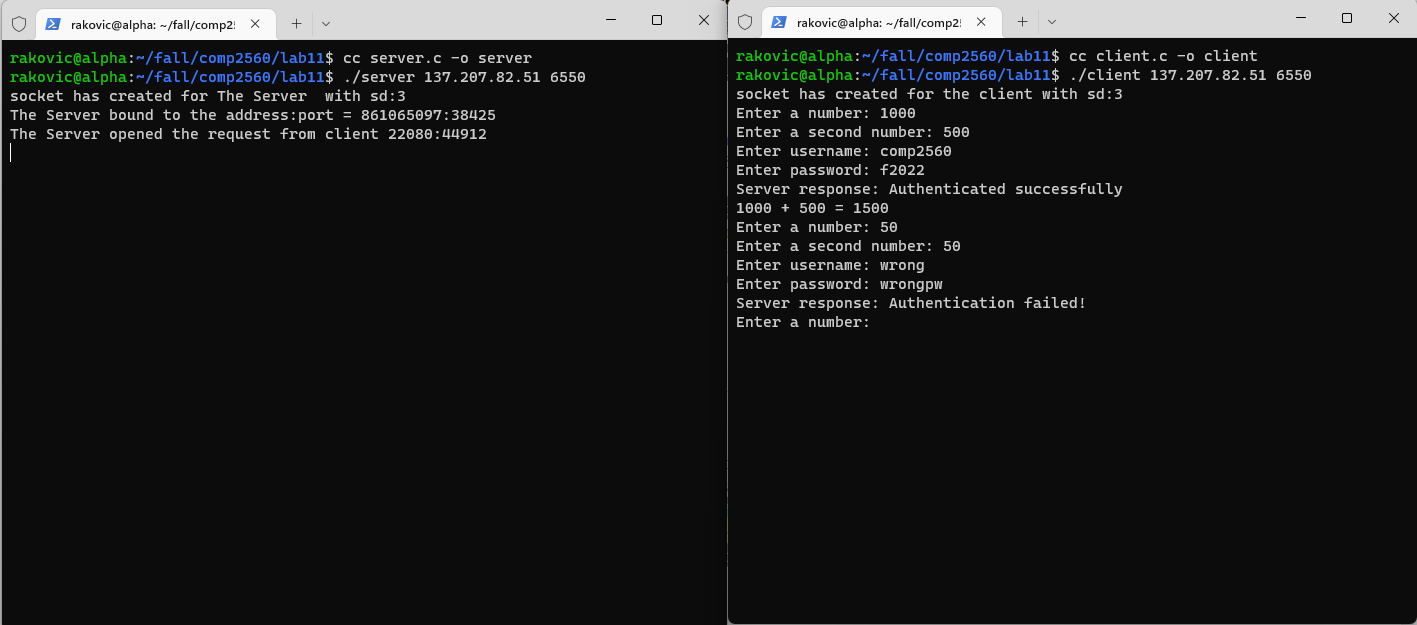 rakovic@alpha: ~/fall/comp25
rakovic@alpha:~/fall/comp2560/lab11$ cc server.c -o server
rakovic@alpha:~/fall/comp2560/lab11$ ./server 137.207.82.51 6550
socket has created for The Server  with sd:3
The Server bound to the address:port = 861065097:38425
The Server opened the request from client 22080:44912
rakovic@alpha: ~/fall/comp25
rakovic@alpha:~/fall/comp2560/lab11$ cc client.c -o client
rakovic@alpha:~/fall/comp2560/lab11$ ./client 137.207.82.51 6550
socket has created for the client with sd:3
Enter a number: 1000
Enter a second number: 500
Enter username: comp2560
Enter password: f2022
Server response: Authenticated successfully
1000 + 500 = 1500
Enter a number: 50
Enter a second number: 50
Enter username: wrong
Enter password: wrongpw
Server response: Authentication failed!
Enter a number: